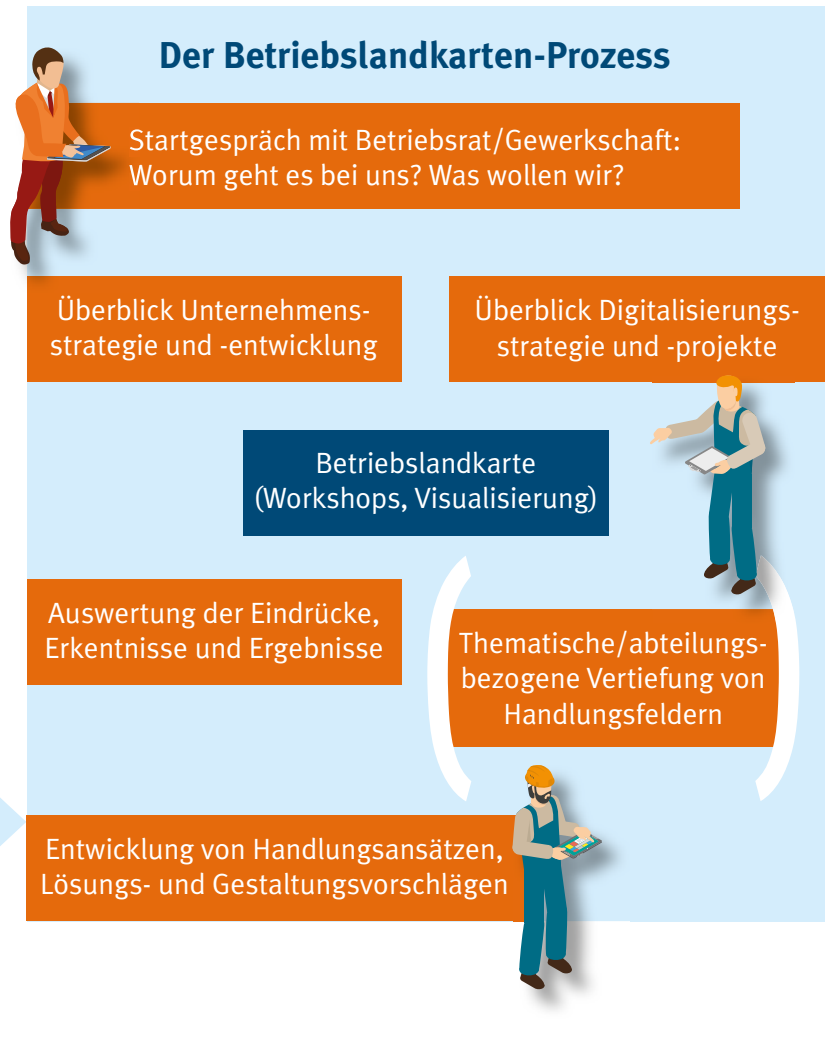 Der Betriebslandkarten-Prozess
Startgespräch mit Betriebsrat/Gewerkschaft:
Worum geht es bei uns? Was wollen wir?
Überblick Unternehmens-
strategie und -entwicklung
Überblick Digitalisierungs-
strategie und -projekte
Betriebslandkarte
(Workshops, Visualisierung)
Auswertung der Eindrücke,
Erkentnisse und Ergebnisse
Thematische/abteilungs-
bezogene Vertiefung von
Handlungsfeldern
Entwicklung von Handlungsansätzen,
Lösungs- und Gestaltungsvorschlägen